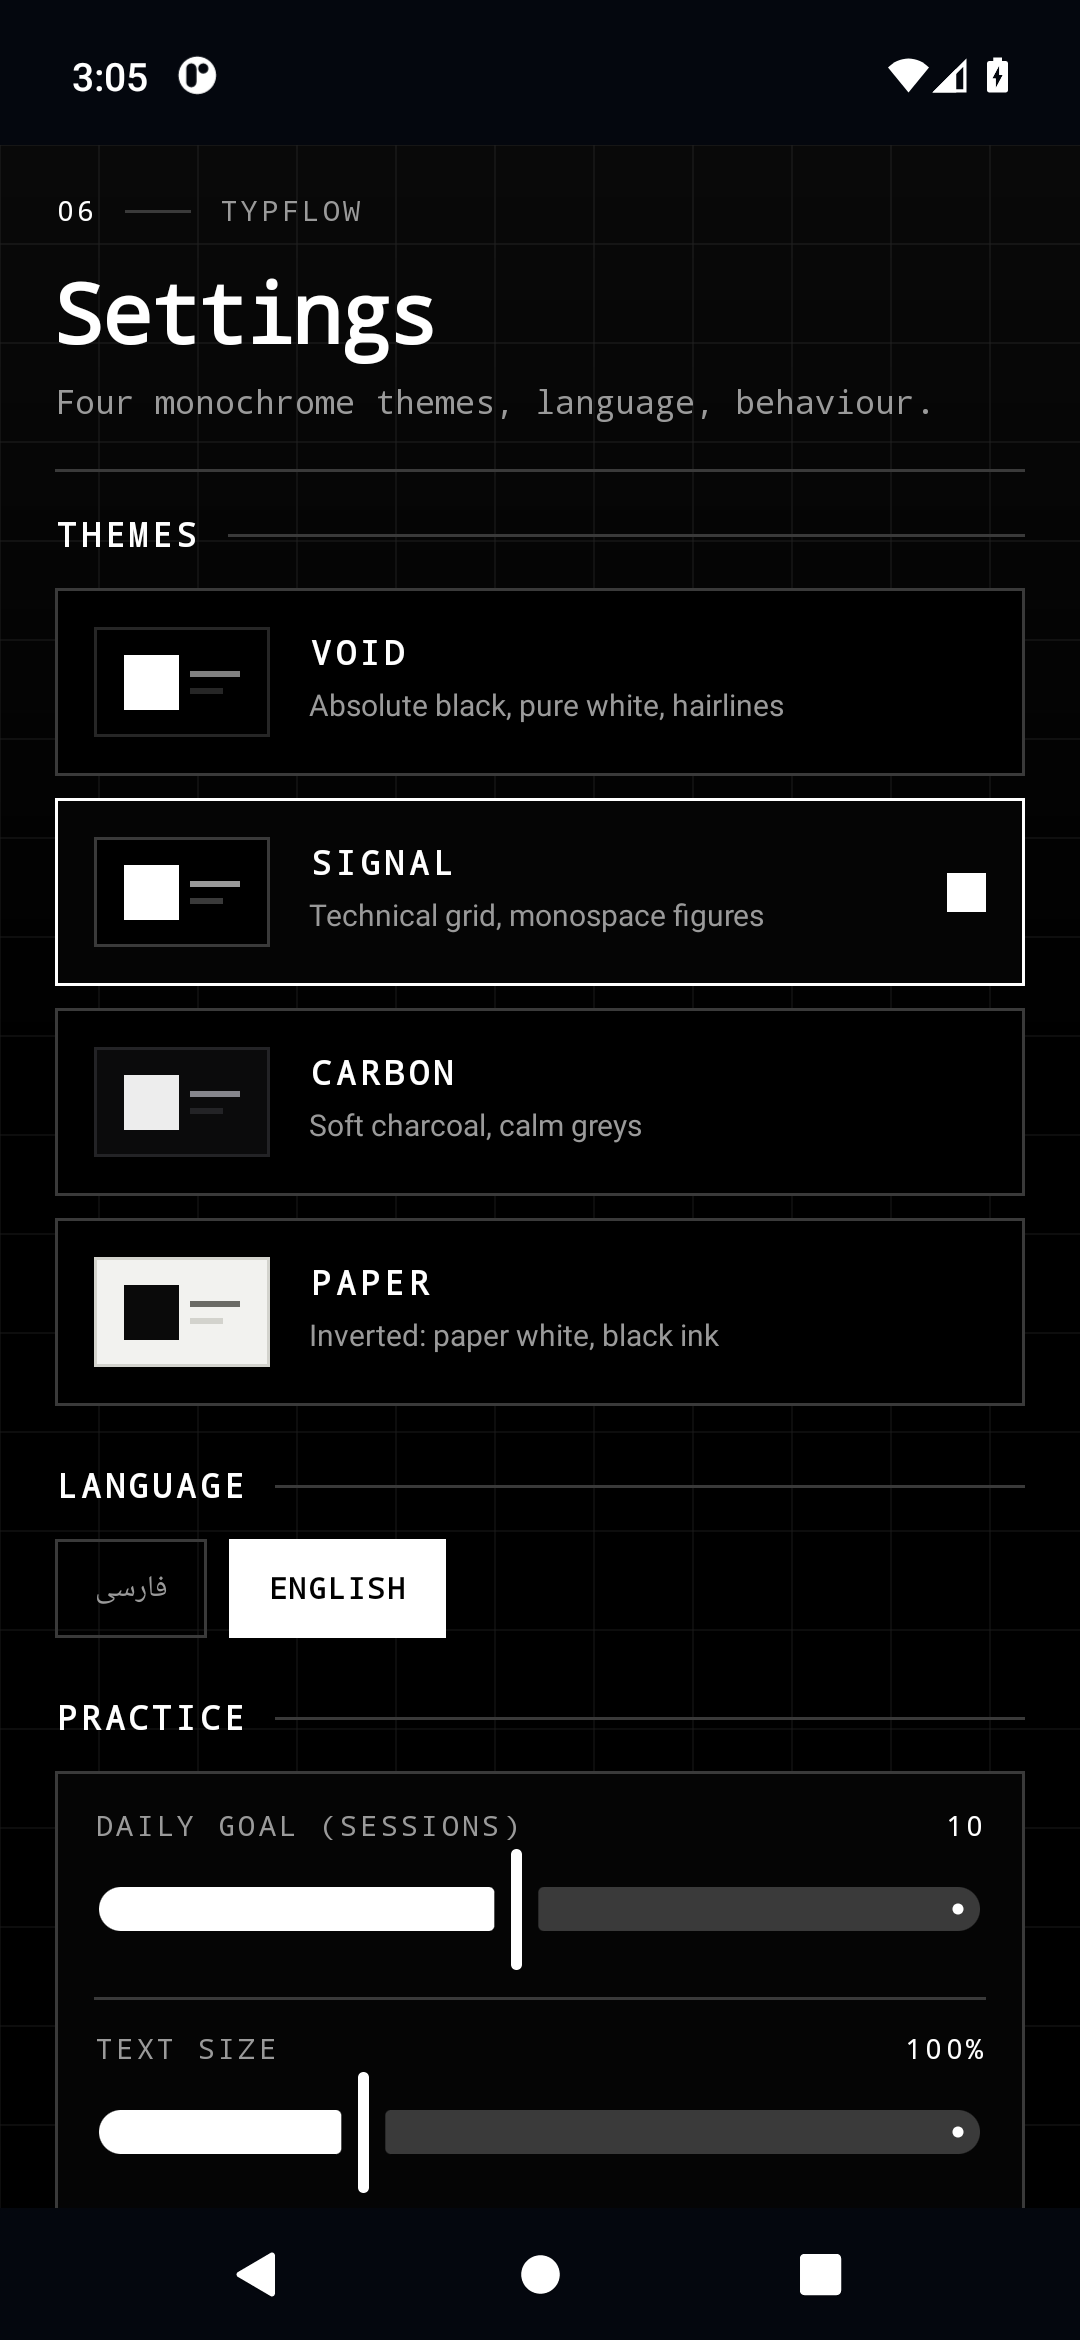 3:05
06 TYPFLOW
Settings
Four monochrome themes, language, behaviour.
THEMES
VOID
Absolute black, pure white, hairlines
SIGNAL
Technical grid, monospace figures
CARBON
Soft charcoal, calm greys
PAPER
Inverted: paper white, black ink
LANGUAGE
فارسی ENGLISH
PRACTICE
DAILY GOAL (SESSIONS) 10
TEXT SIZE 100%